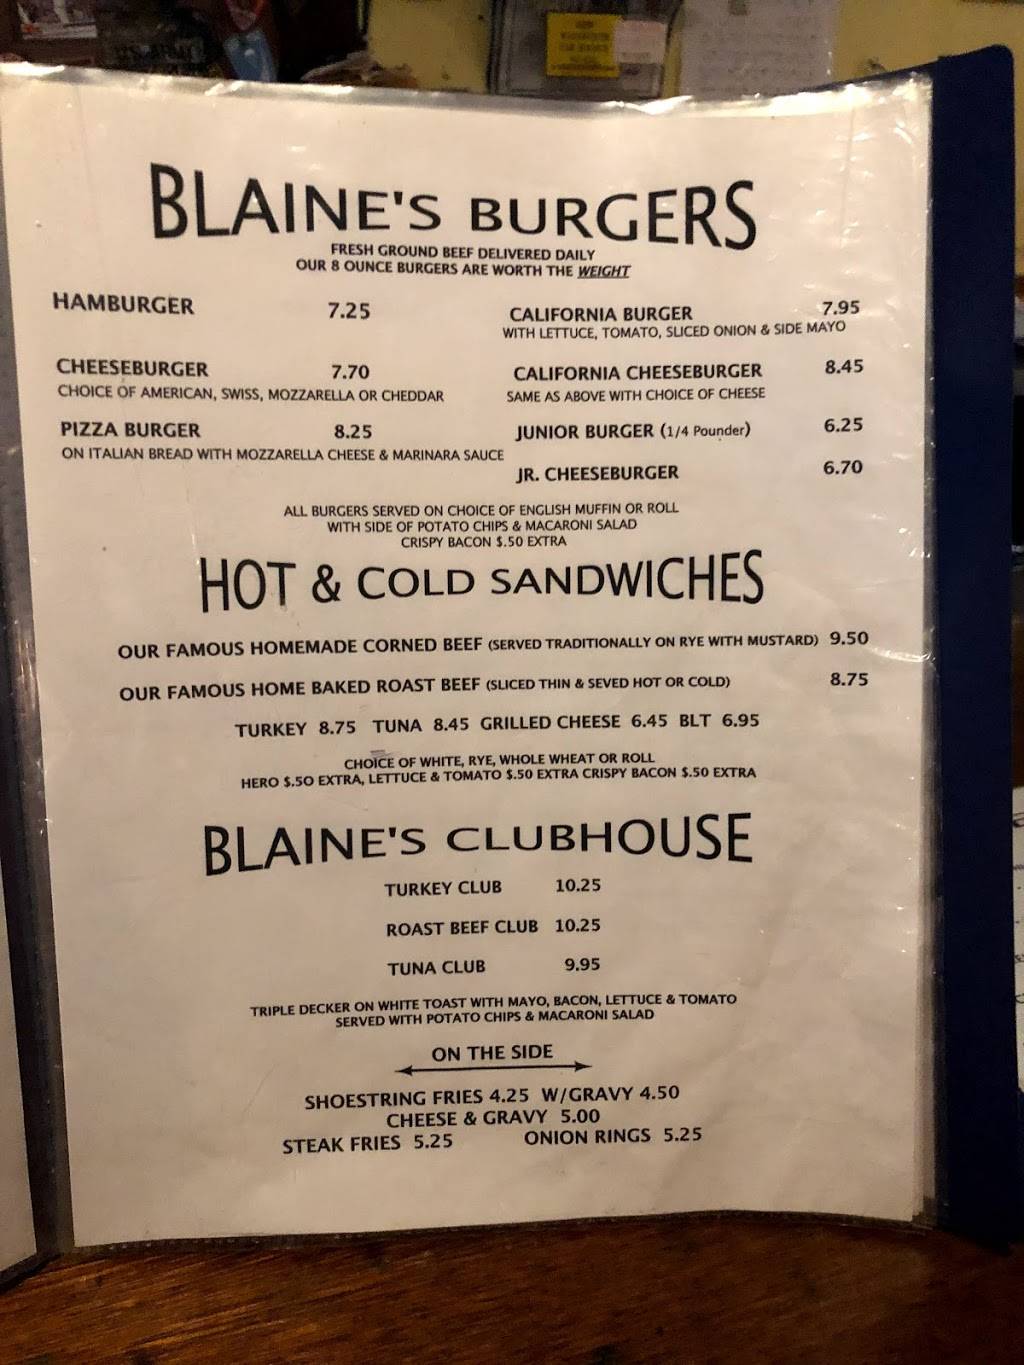 U.S. ARMY
BLAINE'S BURGERS
FRESH GROUND BEEF DELIVERED DAILY
OUR 8 OUNCE BURGERS ARE WORTH THE WEIGHT
HAMBURGER 7.25
CHEESEBURGER 7.70
CHOICE OF AMERICAN, SWISS, MOZZARELLA OR CHEDDAR
PIZZA BURGER 8.25
ON ITALIAN BREAD WITH MOZZARELLA CHEESE & MARINARA SAUCE
CALIFORNIA BURGER 7.95
WITH LETTUCE, TOMATO, SLICED ONION & SIDE MAYO
CALIFORNIA CHEESEBURGER 8.45
SAME AS ABOVE WITH CHOICE OF CHEESE
JUNIOR BURGER (1/4 Pounder) 6.25
JR. CHEESEBURGER 6.70
ALL BURGERS SERVED ON CHOICE OF ENGLISH MUFFIN OR ROLL
WITH SIDE OF POTATO CHIPS & MACARONI SALAD
CRISPY BACON $.50 EXTRA
HOT & COLD SANDWICHES
OUR FAMOUS HOMEMADE CORNED BEEF (SERVED TRADITIONALLY ON RYE WITH MUSTARD) 9.50
OUR FAMOUS HOME BAKED ROAST BEEF (SLICED THIN & SEVED HOT OR COLD) 8.75
TURKEY 8.75 TUNA 8.45 GRILLED CHEESE 6.45 BLT 6.95
CHOICE OF WHITE, RYE, WHOLE WHEAT OR ROLL
HERO $.5O EXTRA, LETTUCE & TOMATO $.50 EXTRA CRISPY BACON $.50 EXTRA
BLAINE'S CLUBHOUSE
TURKEY CLUB 10.25
ROAST BEEF CLUB 10.25
TUNA CLUB 9.95
TRIPLE DECKER ON WHITE TOAST WITH MAYO, BACON, LETTUCE & TOMATO
SERVED WITH POTATO CHIPS & MACARONI SALAD
ON THE SIDE
SHOESTRING FRIES 4.25 W/GRAVY 4.50
CHEESE & GRAVY 5.00
STEAK FRIES 5.25 ONION RINGS 5.25